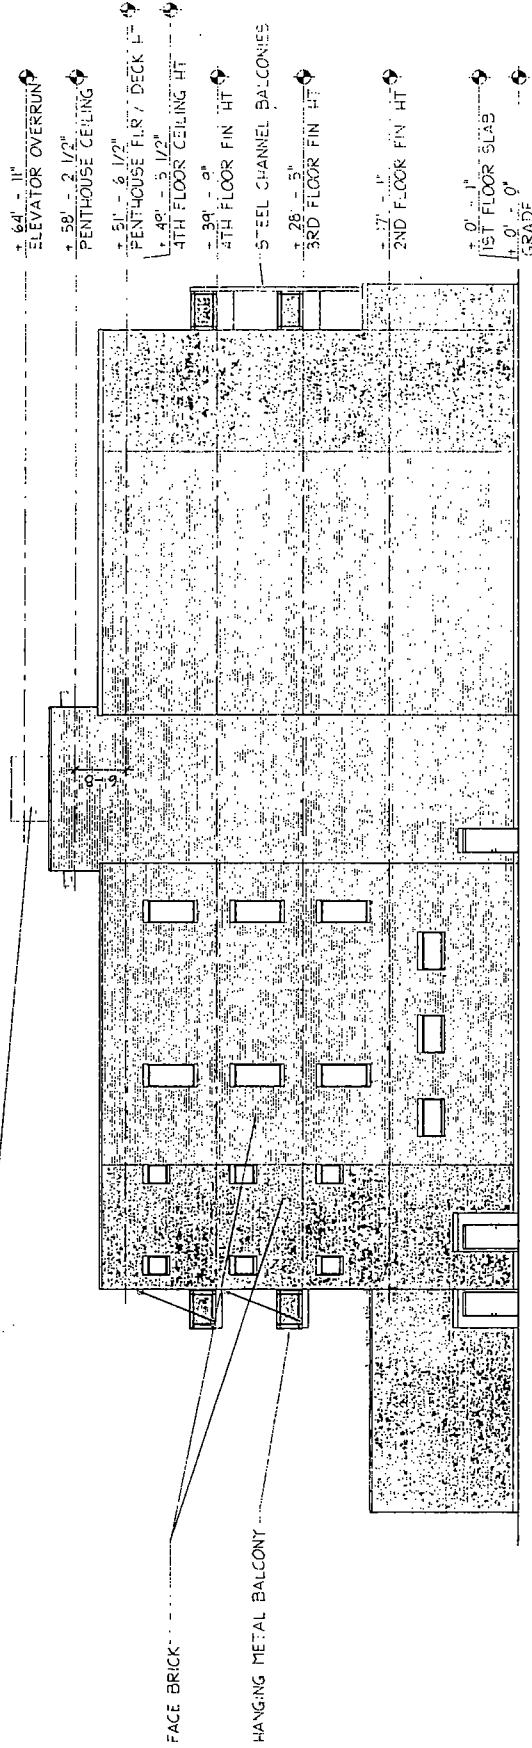 + 64' - 11"
ELEVATOR OVERRUN
+ 58' - 2 1/2"
PENTHOUSE CEILING
+ 51' - 6 1/2"
PENTHOUSE FLR / DECK HT
+ 49' - 5 1/2"
4TH FLOOR CEILING HT
+ 39' - 9"
4TH FLOOR FIN HT
STEEL CHANNEL BALCONIES
+ 28' - 5"
3RD FLOOR FIN HT
+ 17' - 1"
2ND FLOOR FIN HT
+ 0' - 1"
1ST FLOOR SLAB
+ 0' - 0"
GRADE
FACE BRICK
HANGING METAL BALCONY